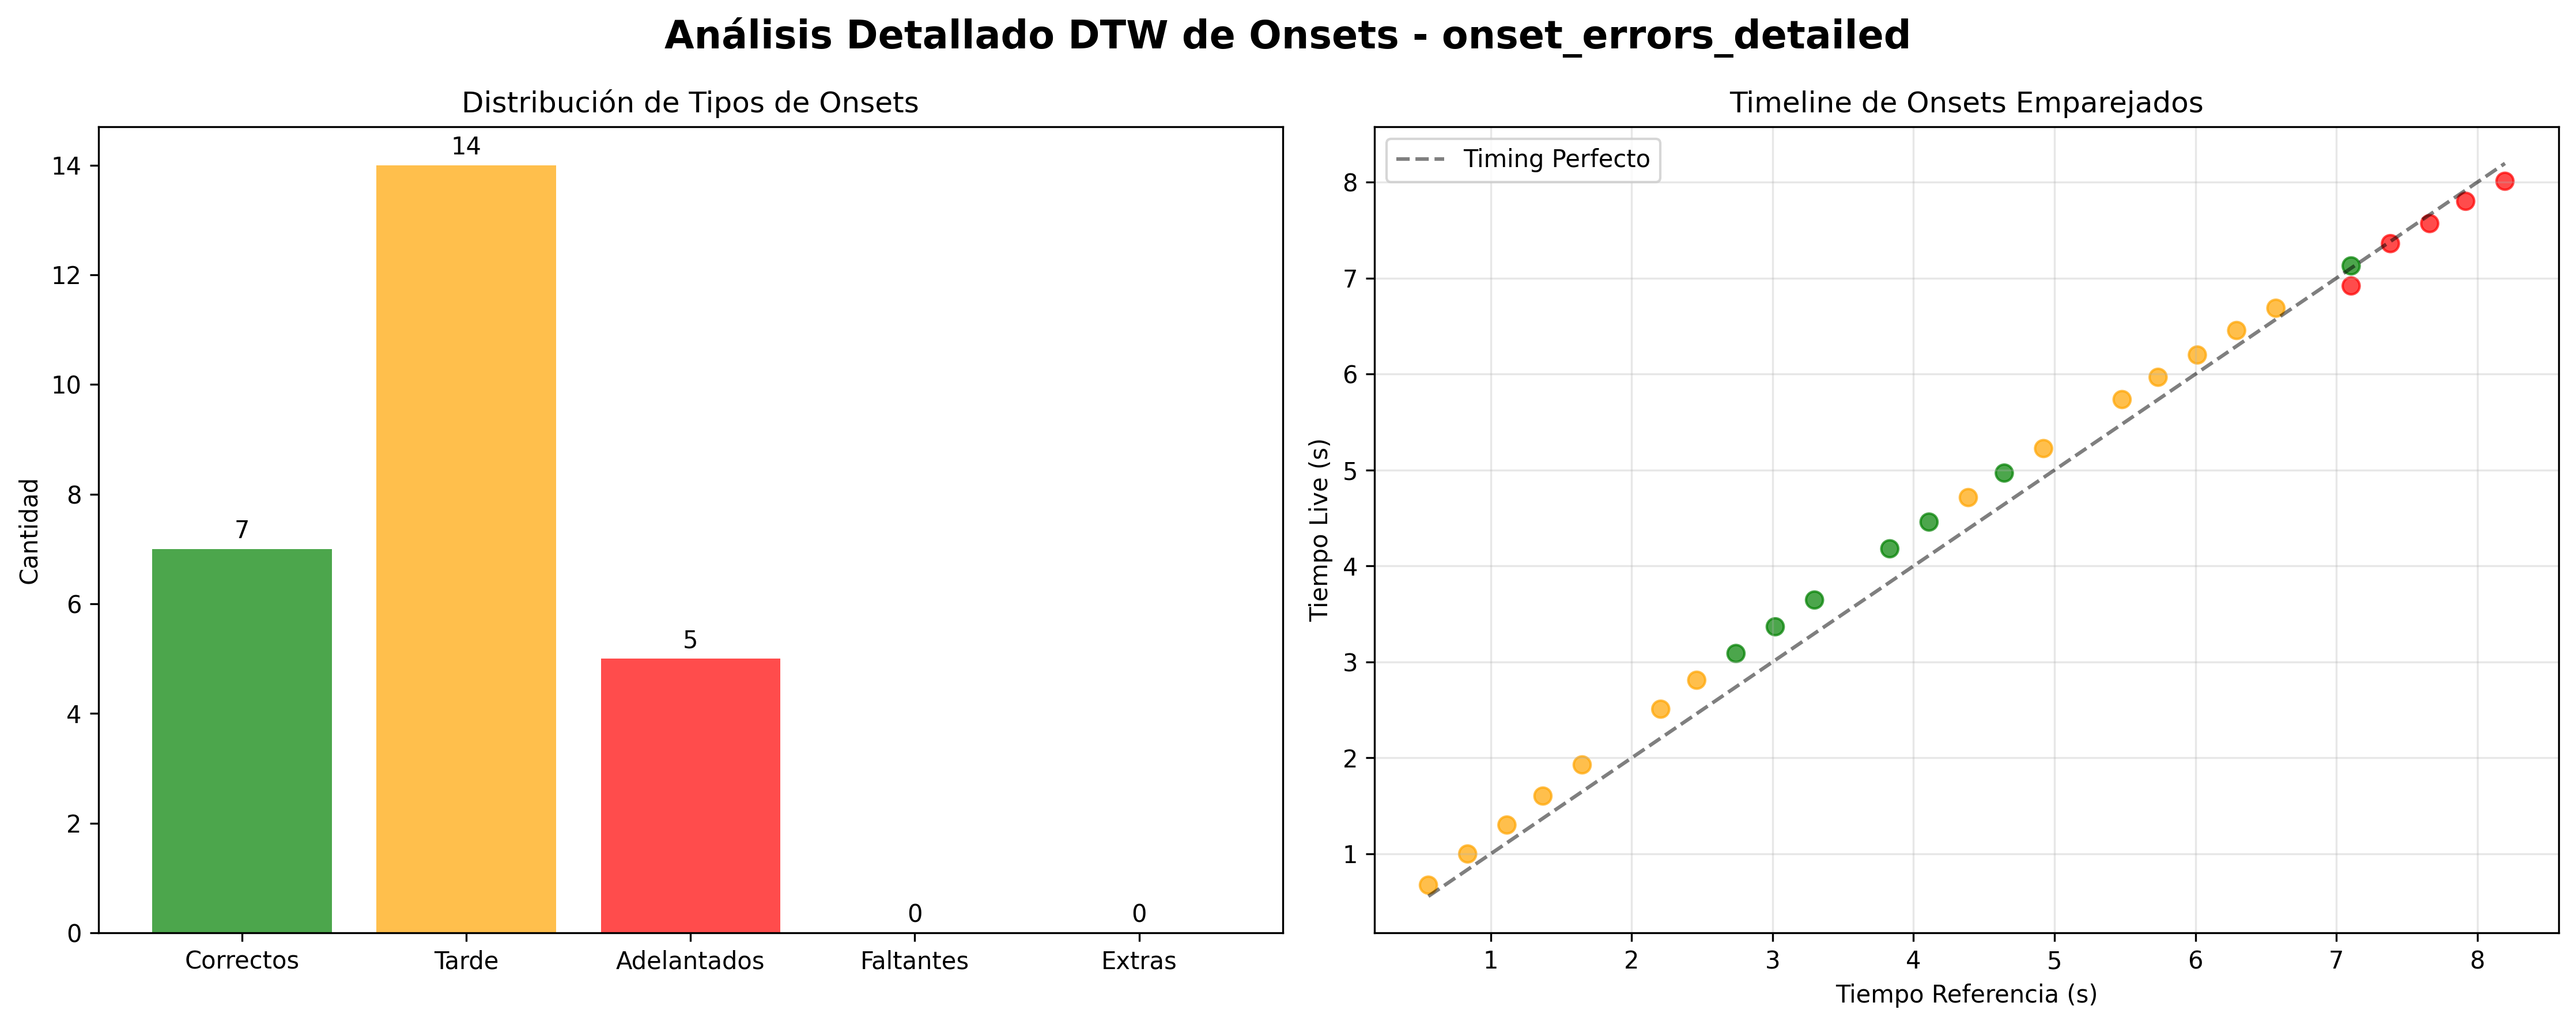 Análisis Detallado DTW de Onsets - onset_errors_detailed
Distribución de Tipos de Onsets
Cantidad
14
12
10
8
6
4
2
0
7
14
5
0
0
Correctos
Tarde
Adelantados
Faltantes
Extras
Timeline de Onsets Emparejados
Timing Perfecto
Tiempo Live (s)
8
7
6
5
4
3
2
1
1
2
3
4
5
6
7
8
Tiempo Referencia (s)